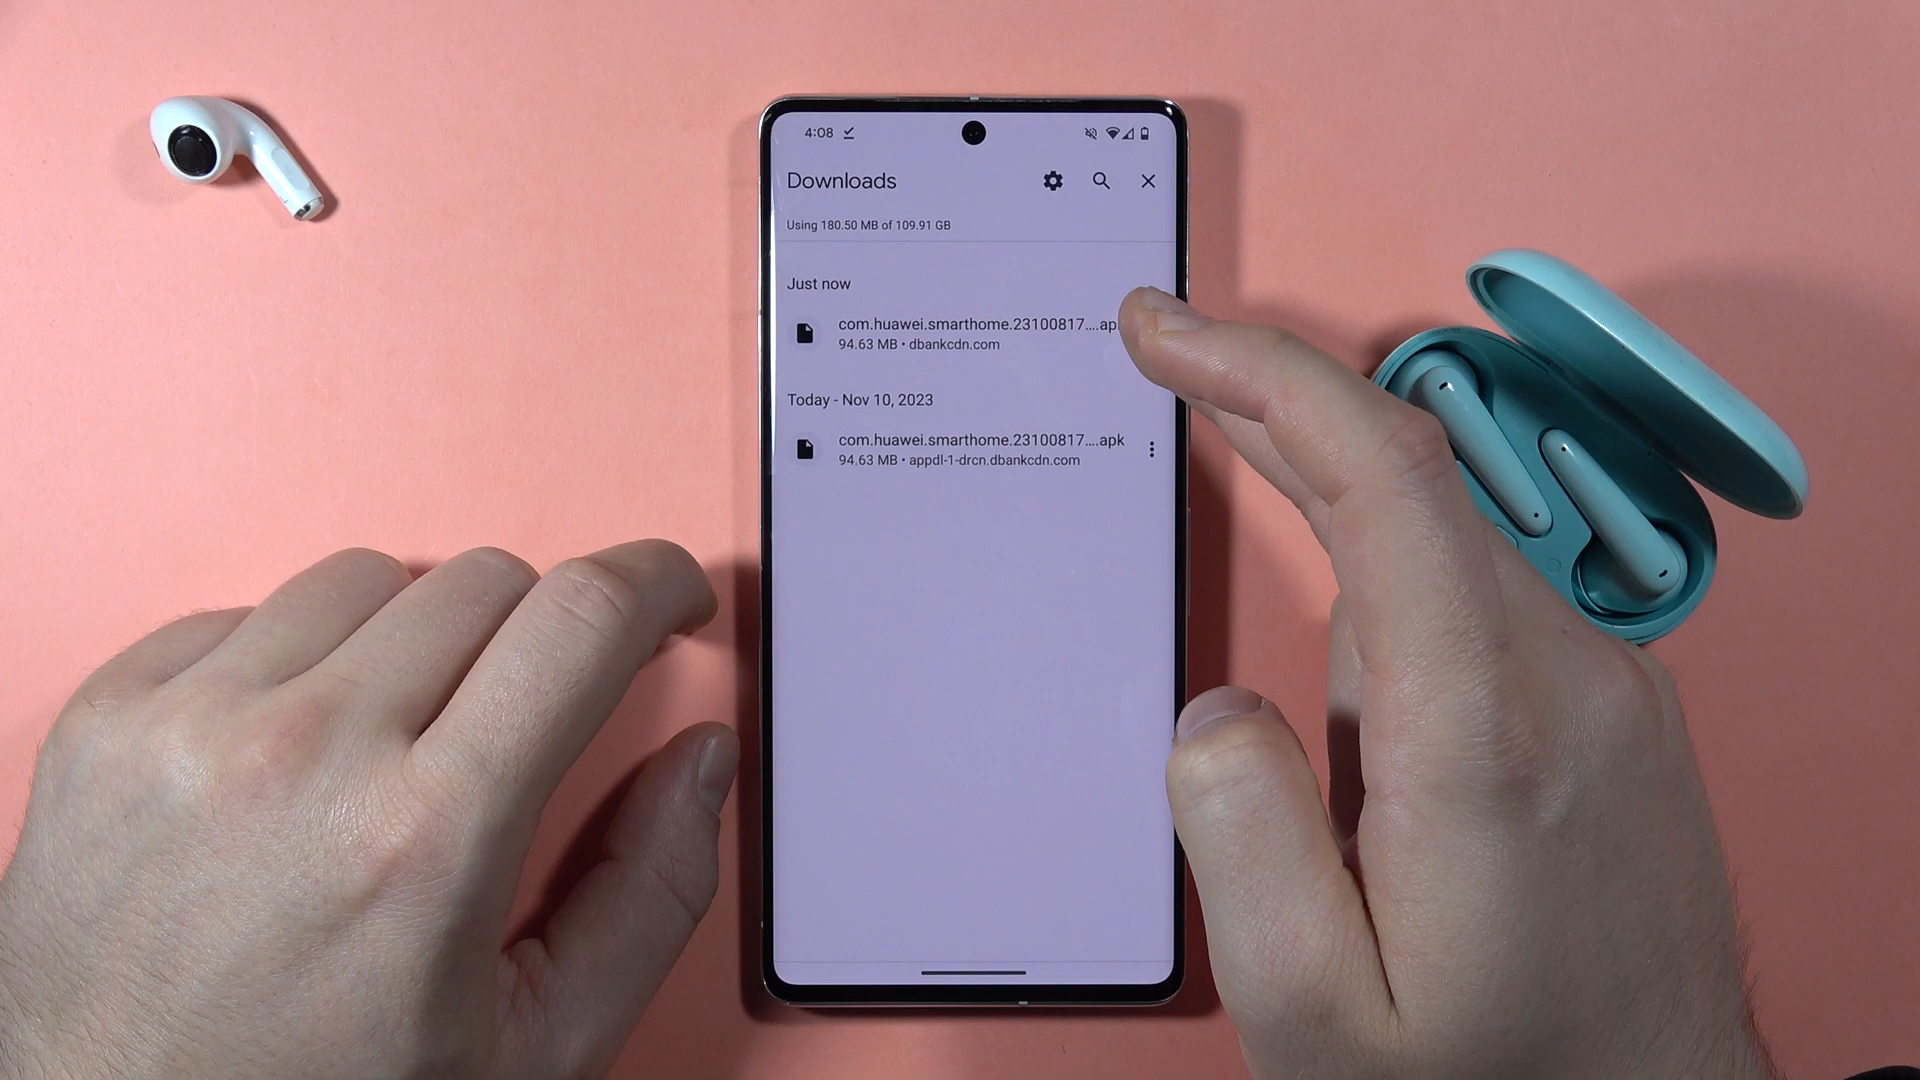 4:08
Downloads
Using 180.50 MB of 109.91 GB
Just now
com.huawei.smarthome.23100817....ap
94.63 MB • dbankcdn.com
Today - Nov 10, 2023
com.huawei.smarthome.23100817....apk
94.63 MB • appdl-1-drcn.dbankcdn.com